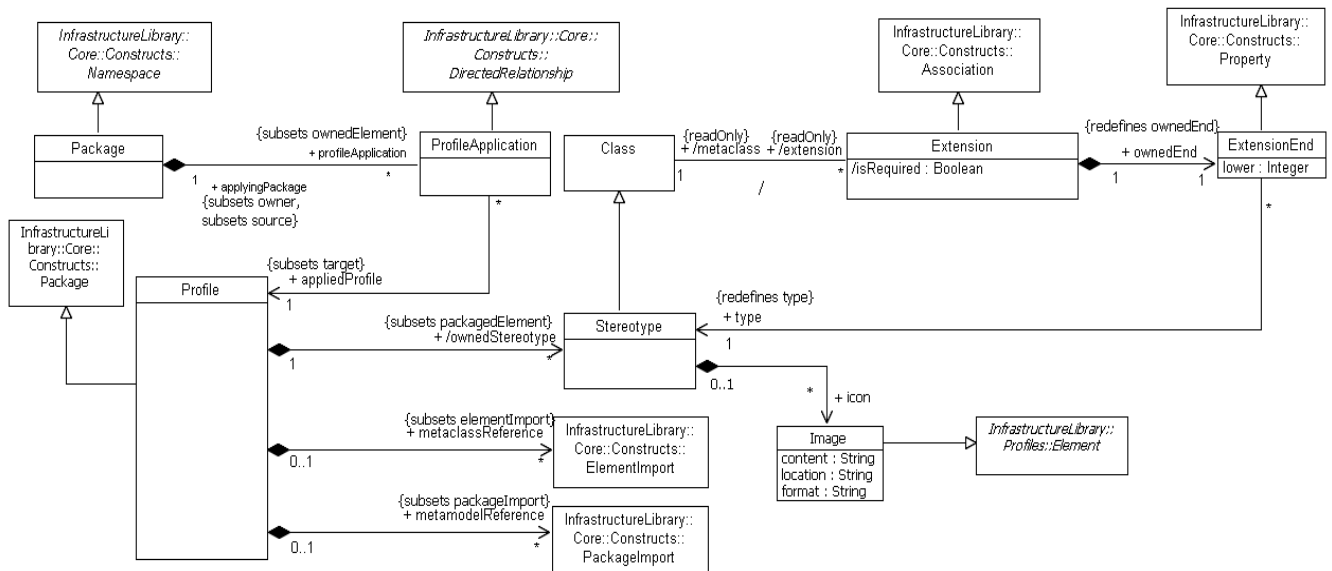 InfrastructureLibrary::
Core::Constructs::
Namespace
InfrastructureLibrary::Core::
Constructs::
DirectedRelationship
InfrastructureLibrary::
Core::Constructs::
Association
InfrastructureLibrary::
Core::Constructs::
Property
Package
{subsets ownedElement}
+ profileApplication
*
1
+ applyingPackage
{subsets owner,
subsets source}
ProfileApplication
*
Class
{readOnly}
+ /metaclass
1
{readOnly}
+ /extension
*
/
Extension
/isRequired : Boolean
{redefines ownedEnd}
+ ownedEnd
1
1
ExtensionEnd
lower : Integer
*
InfrastructureLi
brary::Core::
Constructs::
Package
{subsets target}
+ appliedProfile
1
Profile
{subsets packagedElement}
+ /ownedStereotype
1
*
Stereotype
{redefines type}
+ type
1
0..1
*
+ icon
{subsets elementImport}
+ metaclassReference
0..1
*
InfrastructureLibrary::
Core::Constructs::
ElementImport
Image
content : String
location : String
format : String
InfrastructureLibrary::
Profiles::Element
{subsets packageImport}
+ metamodelReference
0..1
*
InfrastructureLibrary::
Core::Constructs::
PackageImport